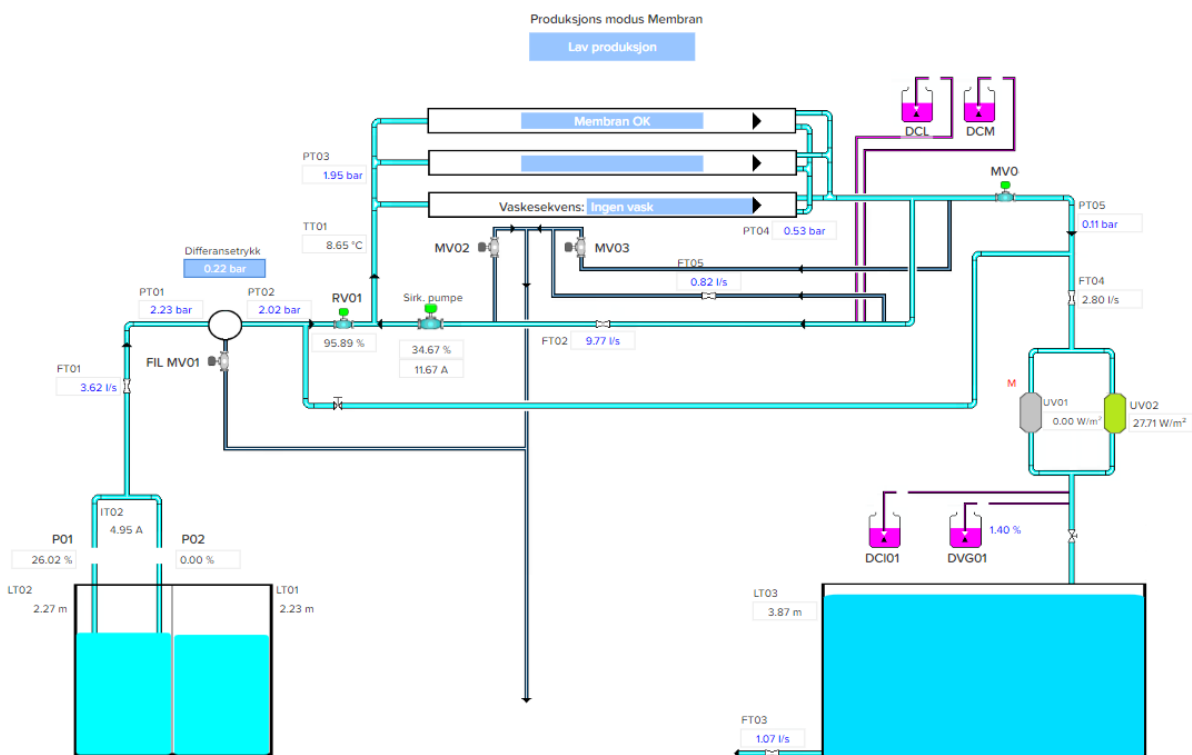 Produksjons modus Membran
Lav produksjon
DCL
DCM
Membran OK
PT03
1.95 bar
MV0
Vaskesekvens: Ingen vask
PT05
0.11 bar
TT01
8.65 °C
PT04
0.53 bar
MV02
MV03
Differansetrykk
0.22 bar
FT05
0.82 l/s
FT04
2.80 l/s
PT01
2.23 bar
PT02
2.02 bar
RV01
95.89 %
Sirk. pumpe
34.67 %
11.67 A
FT02
9.77 l/s
FIL MV01
FT01
3.62 l/s
M
UV01
0.00 W/m²
UV02
27.71 W/m²
IT02
4.95 A
P01
26.02 %
P02
0.00 %
DCI01
DVG01
1.40 %
LT02
2.27 m
LT01
2.23 m
LT03
3.87 m
FT03
1.07 l/s